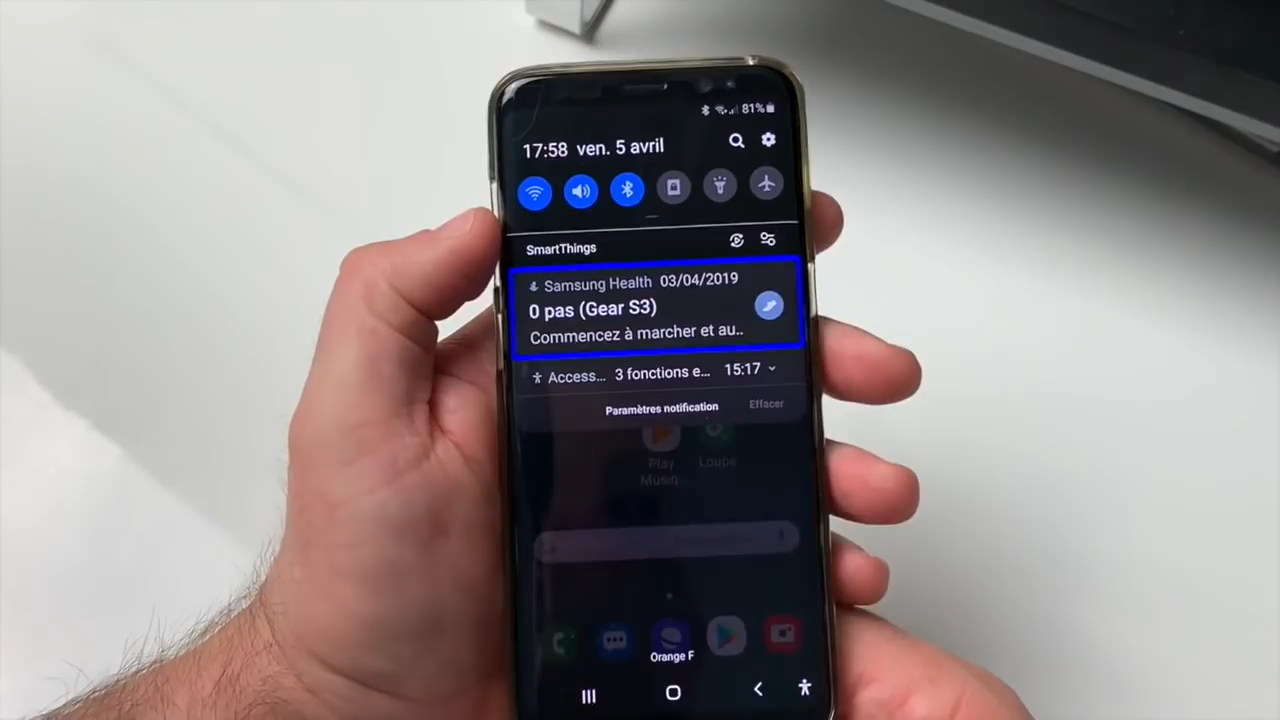 81%
17:58 ven. 5 avril
SmartThings
Samsung Health 03/04/2019
0 pas (Gear S3)
Commencez à marcher et au..
Access... 3 fonctions e... 15:17
Paramètres notification Effacer
Play Loupe
Musiq..
Orange F